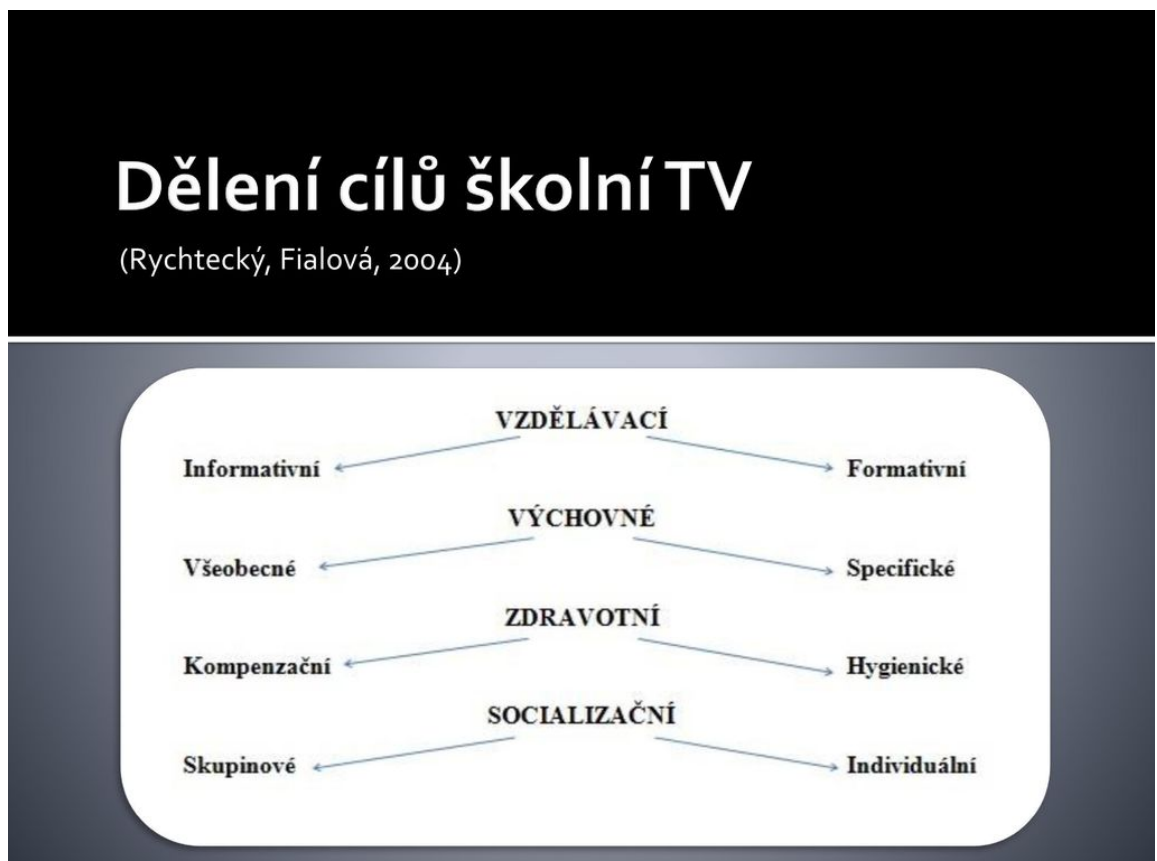 Dělení cílů školní TV
(Rychtecký, Fialová, 2004)
VZDĚLÁVACÍ
Informativní Formativní
VÝCHOVNÉ
Všeobecné Specifické
ZDRAVOTNÍ
Kompenzační Hygienické
SOCIALIZAČNÍ
Skupinové Individuální